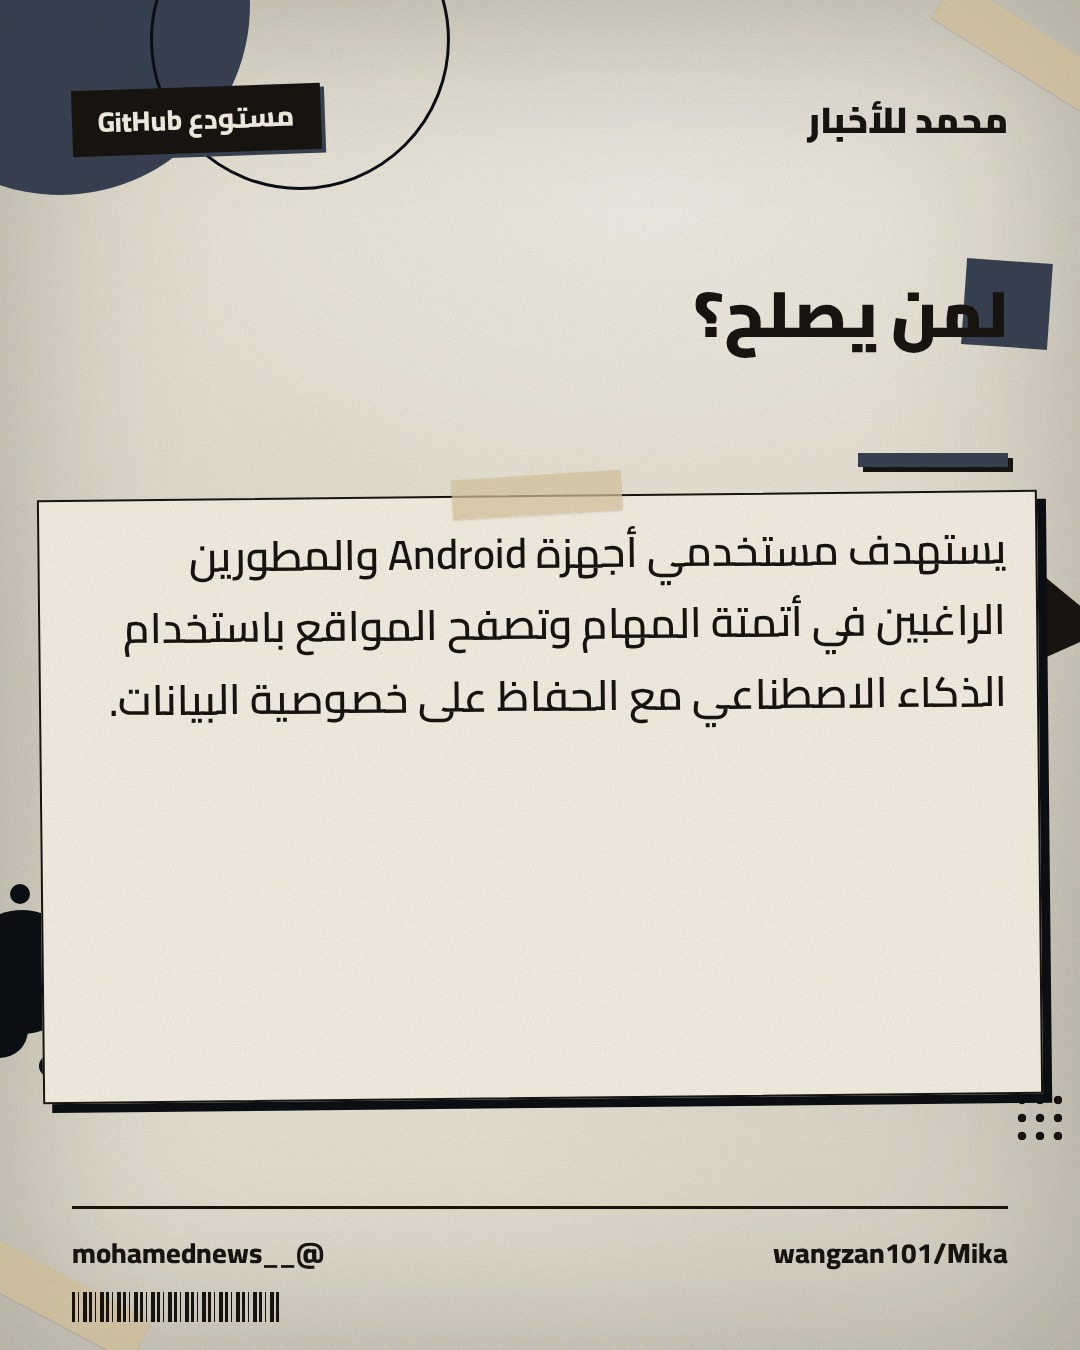 محمد للأخبار
مستودع GitHub
لمن يصلح؟
يستهدف مستخدمي أجهزة Android والمطورين
الراغبين في أتمتة المهام وتصفح المواقع باستخدام
الذكاء الاصطناعي مع الحفاظ على خصوصية البيانات.
wangzan101/Mika
mohamednews__@